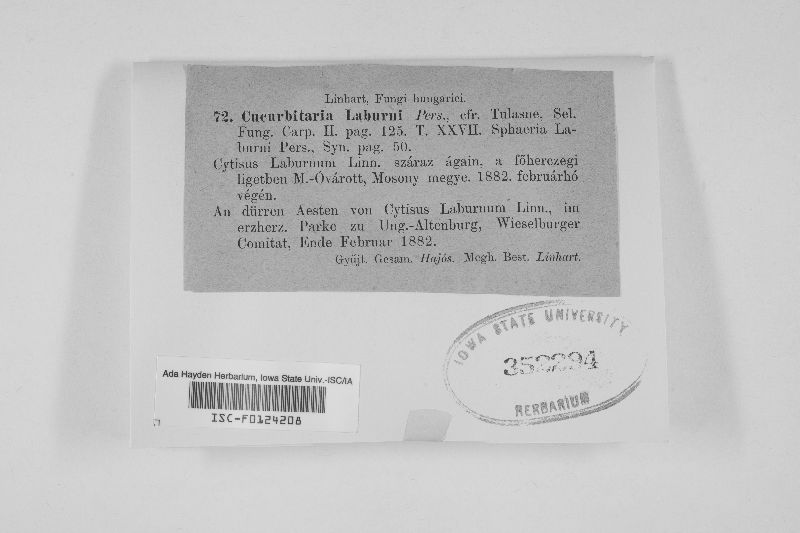 Linhart, Fungi hungarici.
72. Cucurbitaria Laburni Pers., cfr. Tulasne, Sel.
Fung. Carp. II. pag. 125. T. XXVII. Sphaeria La-
burni Pers., Syn. pag. 50.
Cytisus Laburnum Linn. száraz ágain, a főherczegi
ligetben M.-Óvárott, Mosony megye. 1882. februárhó
végén.
An dürren Aesten von Cytisus Laburnum Linn., im
erzherz. Parke zu Ung.-Altenburg, Wieselburger
Comitat, Ende Februar 1882.
Gyűjt. Gesam. Hajós. Megh. Best. Linhart.
IOWA STATE UNIVERSITY
HERBARIUM
Ada Hayden Herbarium, Iowa State Univ.-ISC/IA
ISC-F0124208